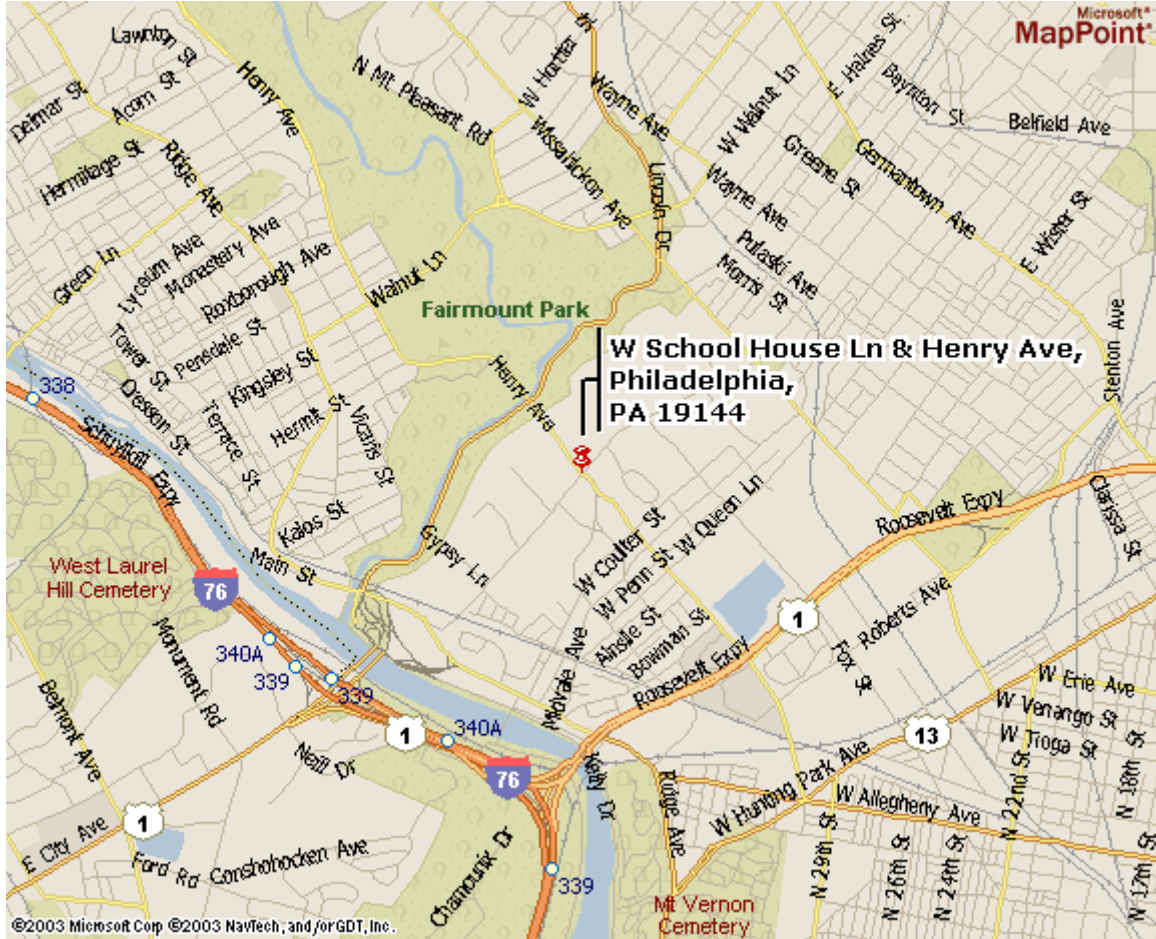 Microsoft®
MapPoint®
Lawnton St
Henry Ave
N Mt. Pleasant Rd
W Hortter
Wayne Ave
W Walnut Ln
E. Haines St
Baynton St
Belfield Ave
Delmar St
Acorn St
Ridge Ave
Hermitage St
Wissahickon Ave
Lincoln Dr
Wayne Ave
Greene St
Germantown Ave
E Wister St
Green Ln
Lyceum Ave
Monastery Ave
Roxborough Ave
Walnut Ln
Pulaski Ave
Morris St
Fairmount Park
Tower St
Pensdale St
Kingsley St
Henry Ave
W School House Ln & Henry Ave,
Philadelphia,
PA 19144
Stenton Ave
338
Cresson St
Terrace St
Hermit St
Vicaris St
Schuylkill Expy
Kalos St
Main St
Gypsy Ln
W Coulter St
W Queen Ln
W Penn St
Roosevelt Expy
Clarissa St
West Laurel
Hill Cemetery
76
Monument Rd
340A
339
339
Midvale Ave
Ainslie St
Bowman St
Roosevelt Expy
1
Fox St
Roberts Ave
W Erie Ave
W Venango St
W Tioga St
Belmont Ave
1
340A
76
Neill Dr
13
Kelly Dr
Ridge Ave
W Hunting Park Ave
W Allegheny Ave
N 22nd St
N 18th St
1
E City Ave
Ford Rd
Conshohocken Ave
Chamounix Dr
339
Mt Vernon
Cemetery
N 29th St
N 26th St
N 24th St
N 17th St
©2003 Microsoft Corp ©2003 NavTech, and/or GDT, Inc.